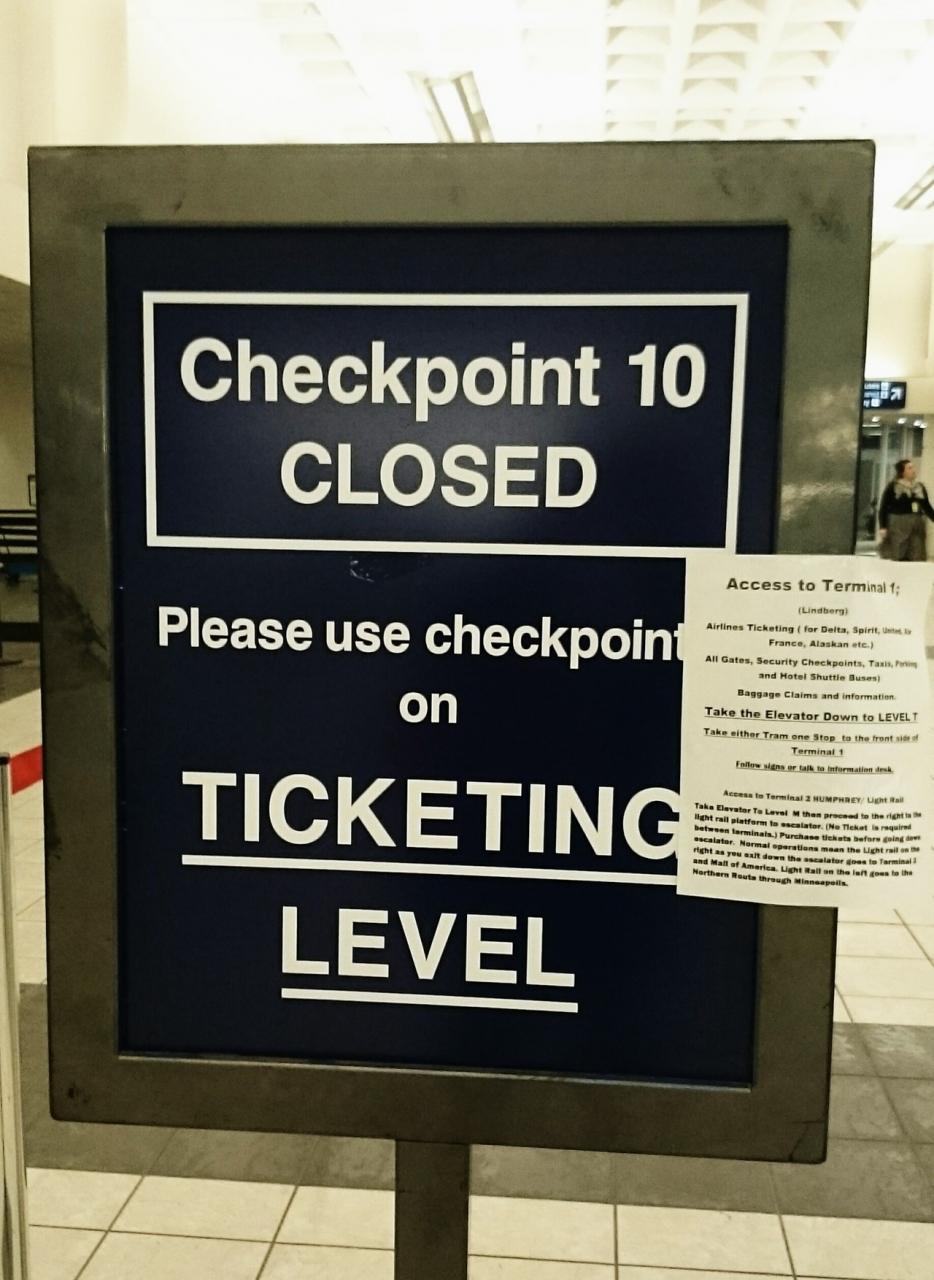 Checkpoint 10
CLOSED
Please use checkpoint
on
TICKETING
LEVEL
Access to Terminal 1;
(Lindberg)
Airlines Ticketing ( for Delta, Spirit, United, Air
France, Alaskan etc.)
All Gates, Security Checkpoints, Taxis, Parking
and Hotel Shuttle Buses)
Baggage Claims and information.
Take the Elevator Down to LEVEL T
Take either Tram one Stop to the front side of
Terminal 1
Follow signs or talk to information desk.
Access to Terminal 2 HUMPHREY/ Light Rail
Take Elevator To Level M then proceed to the right to the
light rail platform to escalator. (No Ticket is required
between terminals.) Purchase tickets before going down
escalator. Normal operations mean the Light rail on the
right as you exit down the escalator goes to Terminal 2
and Mall of America. Light Rail on the left goes to the
Northern Route through Minneapolis.